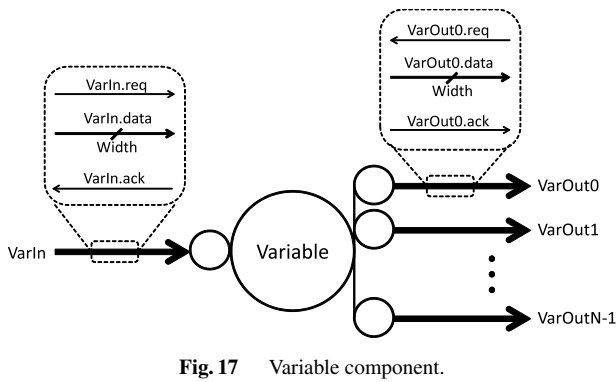 VarIn.req
VarIn.data
Width
VarIn.ack
VarOut0.req
VarOut0.data
Width
VarOut0.ack
VarIn
Variable
VarOut0
VarOut1
VarOutN-1
Fig. 17 Variable component.